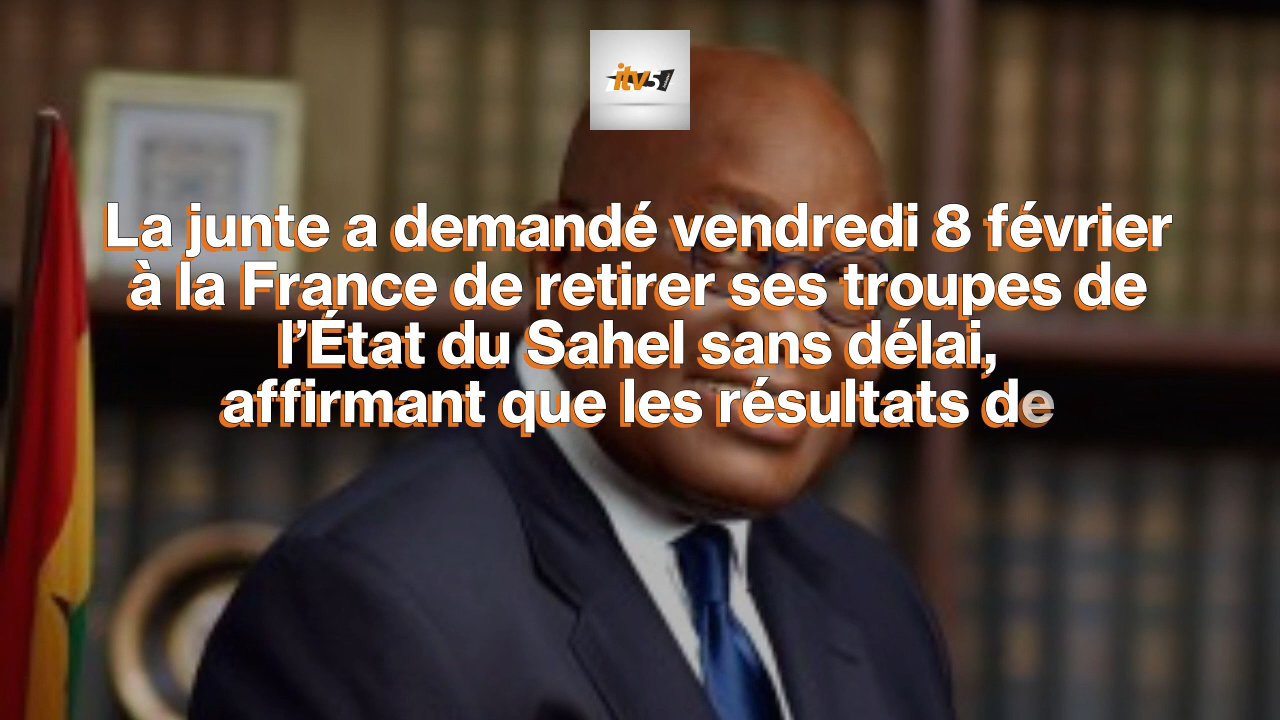 itv51
La junte a demandé vendredi 8 février
à la France de retirer ses troupes de
l’État du Sahel sans délai,
affirmant que les résultats de